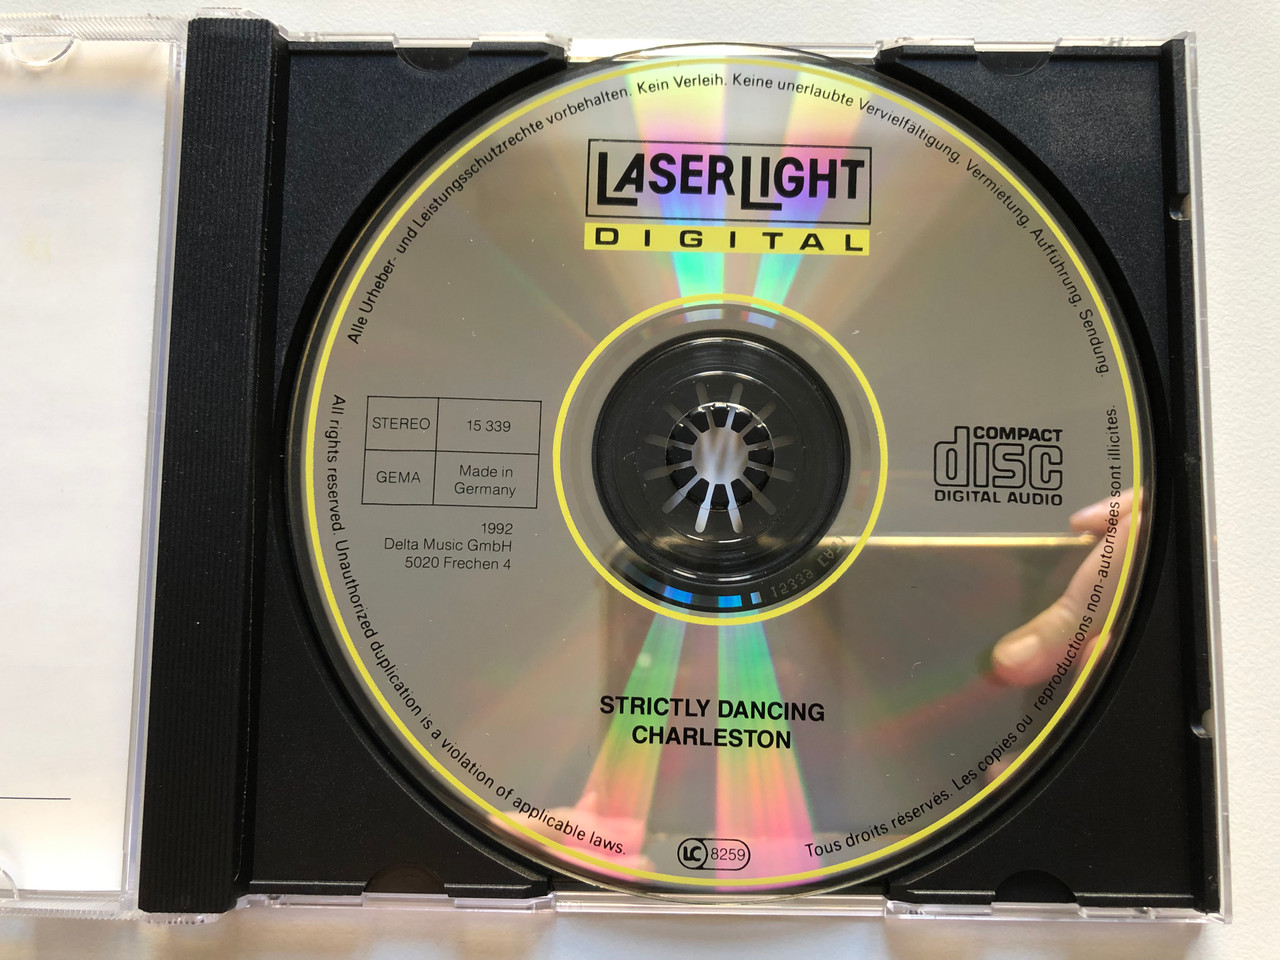 Alle Urheber- und Leistungsschutzrechte vorbehalten. Kein Verleih. Keine unerlaubte Vervielfältigung, Vermietung, Aufführung, Sendung.
LASERLIGHT
DIGITAL
STEREO 15 339
GEMA Made in Germany
1992
Delta Music GmbH
5020 Frechen 4
COMPACT
disc
DIGITAL AUDIO
STRICTLY DANCING
CHARLESTON
LC 8259
All rights reserved. Unauthorized duplication is a violation of applicable laws.
Tous droits réservés. Les copies ou reproductions non-autorisées sont illicites.